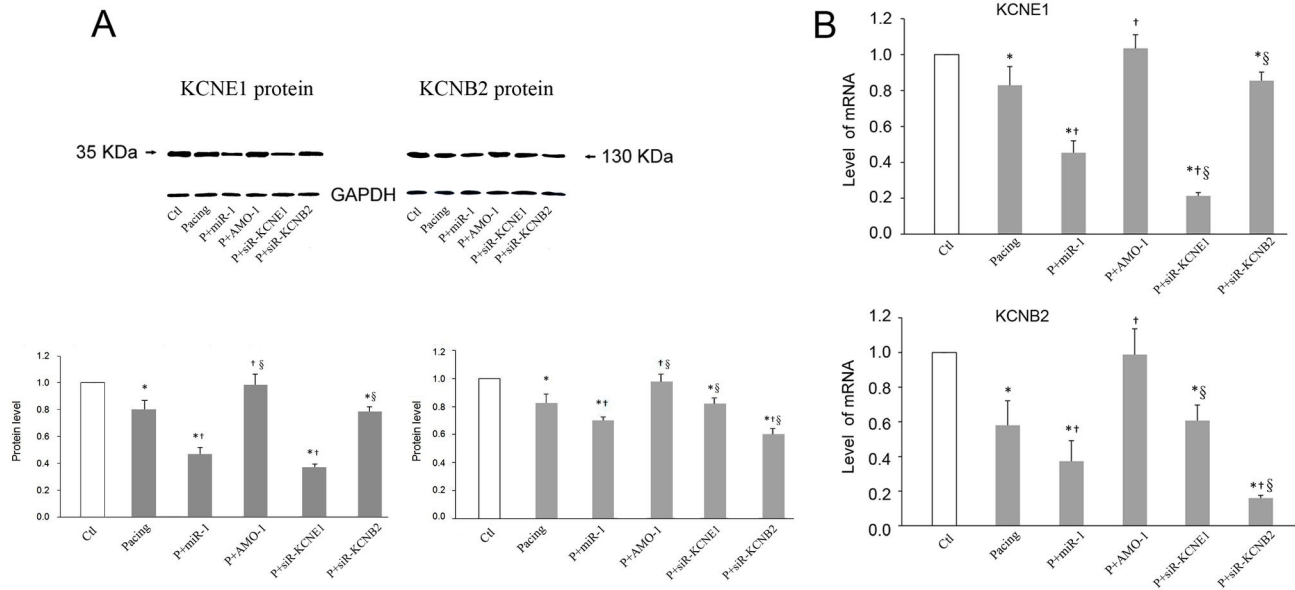 A
KCNE1 protein
KCNB2 protein
35 KDa →
← 130 KDa
GAPDH
Ctl
Pacing
P+miR-1
P+AMO-1
P+siR-KCNE1
P+siR-KCNB2
Ctl
Pacing
P+miR-1
P+AMO-1
P+siR-KCNE1
P+siR-KCNB2
Protein level
1.2
1.0
0.8
0.6
0.4
0.2
0.0
*
*†
†§
*†
*§
Ctl
Pacing
P+miR-1
P+AMO-1
P+siR-KCNE1
P+siR-KCNB2
Protein level
1.2
1.0
0.8
0.6
0.4
0.2
0.0
*
*†
†§
*§
*†§
Ctl
Pacing
P+miR-1
P+AMO-1
P+siR-KCNE1
P+siR-KCNB2
B
KCNE1
Level of mRNA
1.2
1.0
0.8
0.6
0.4
0.2
0.0
*
*†
†
*†§
*§
Ctl
Pacing
P+miR-1
P+AMO-1
P+siR-KCNE1
P+siR-KCNB2
KCNB2
Level of mRNA
1.2
1.0
0.8
0.6
0.4
0.2
0.0
*
*†
†
*§
*†§
Ctl
Pacing
P+miR-1
P+AMO-1
P+siR-KCNE1
P+siR-KCNB2